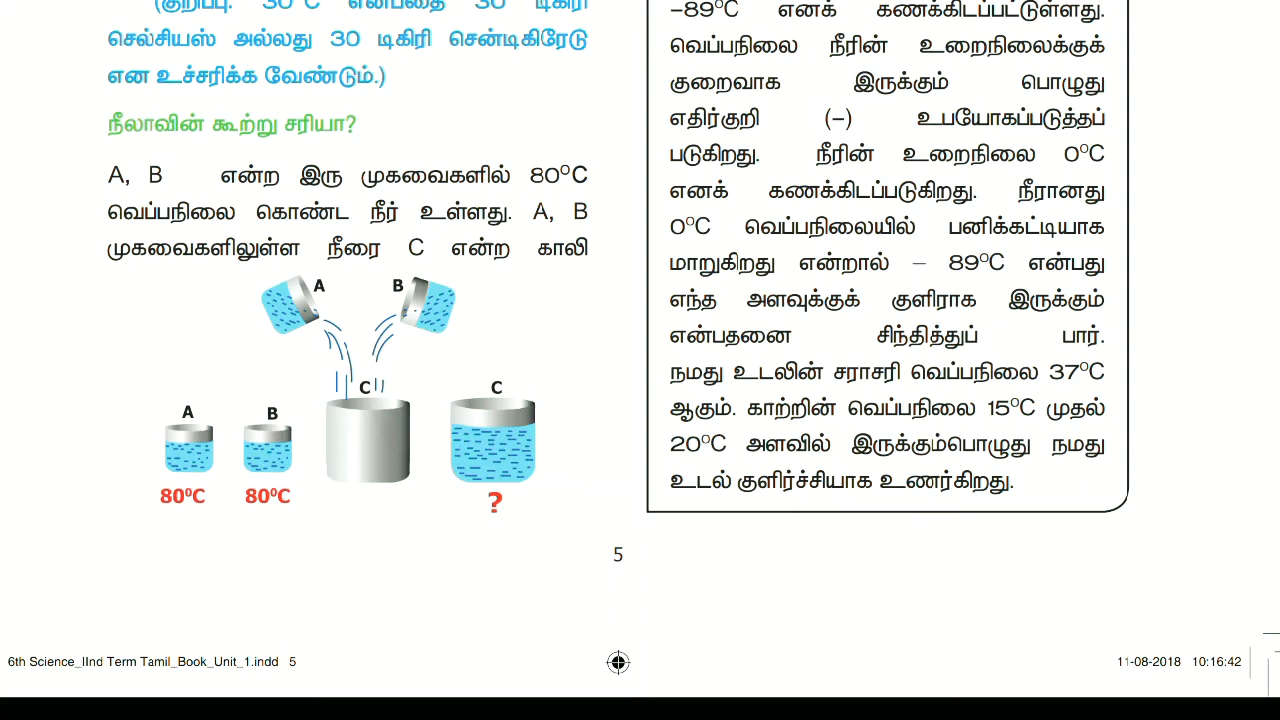 (குறிப்பு: 30°C என்பதை 30 டிகிரி
செல்சியஸ் அல்லது 30 டிகிரி சென்டிகிரேடு
என உச்சரிக்க வேண்டும்.)
நீலாவின் கூற்று சரியா?
A, B என்ற இரு முகவைகளில் 80°C
வெப்பநிலை கொண்ட நீர் உள்ளது. A, B
முகவைகளிலுள்ள நீரை C என்ற காலி
A B
C C
A B
80°C 80°C ?
-89°C எனக் கணக்கிடப்பட்டுள்ளது.
வெப்பநிலை நீரின் உறைநிலைக்குக்
குறைவாக இருக்கும் பொழுது
எதிர்குறி (–) உபயோகப்படுத்தப்
படுகிறது. நீரின் உறைநிலை 0°C
எனக் கணக்கிடப்படுகிறது. நீரானது
0°C வெப்பநிலையில் பனிக்கட்டியாக
மாறுகிறது என்றால் – 89°C என்பது
எந்த அளவுக்குக் குளிராக இருக்கும்
என்பதனை சிந்தித்துப் பார்.
நமது உடலின் சராசரி வெப்பநிலை 37°C
ஆகும். காற்றின் வெப்பநிலை 15°C முதல்
20°C அளவில் இருக்கும்பொழுது நமது
உடல் குளிர்ச்சியாக உணர்கிறது.
5
6th Science_IInd Term Tamil_Book_Unit_1.indd 5 11-08-2018 10:16:42